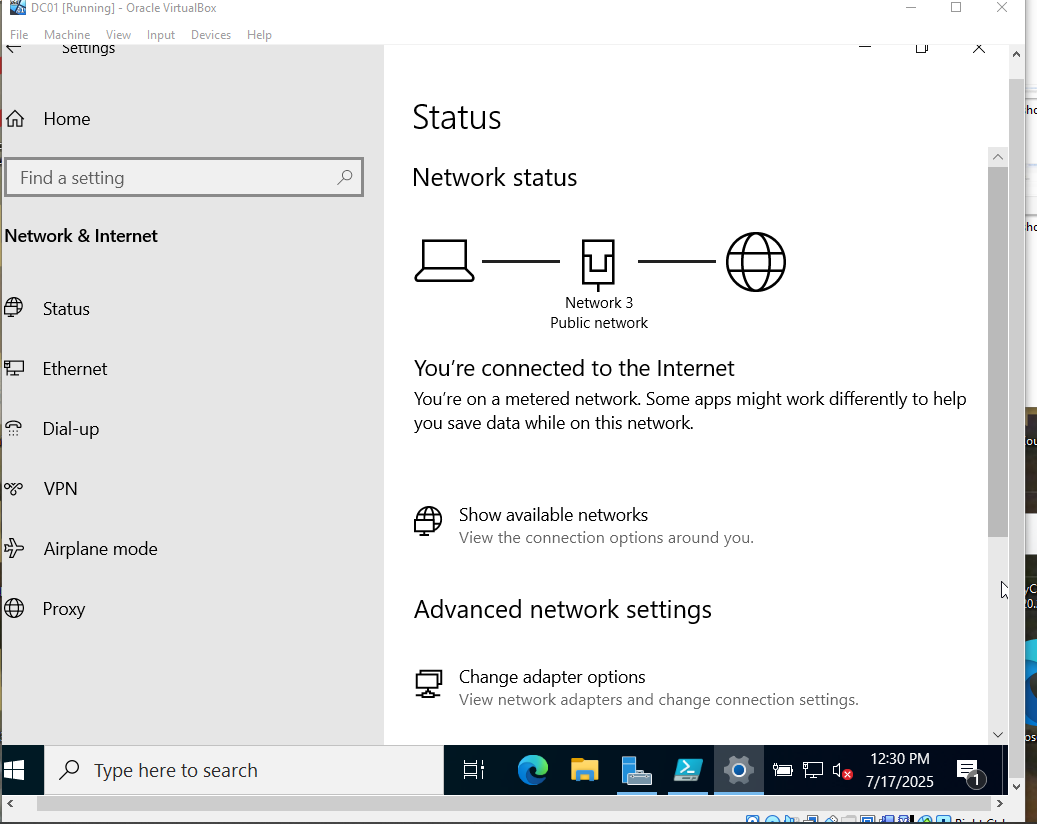 DC01 [Running] - Oracle VirtualBox
File Machine View Input Devices Help
Settings
Home
Find a setting
Network & Internet
Status
Ethernet
Dial-up
VPN
Airplane mode
Proxy
Status
Network status
Network 3
Public network
You're connected to the Internet
You're on a metered network. Some apps might work differently to help
you save data while on this network.
Show available networks
View the connection options around you.
Advanced network settings
Change adapter options
View network adapters and change connection settings.
Type here to search
12:30 PM
7/17/2025
1